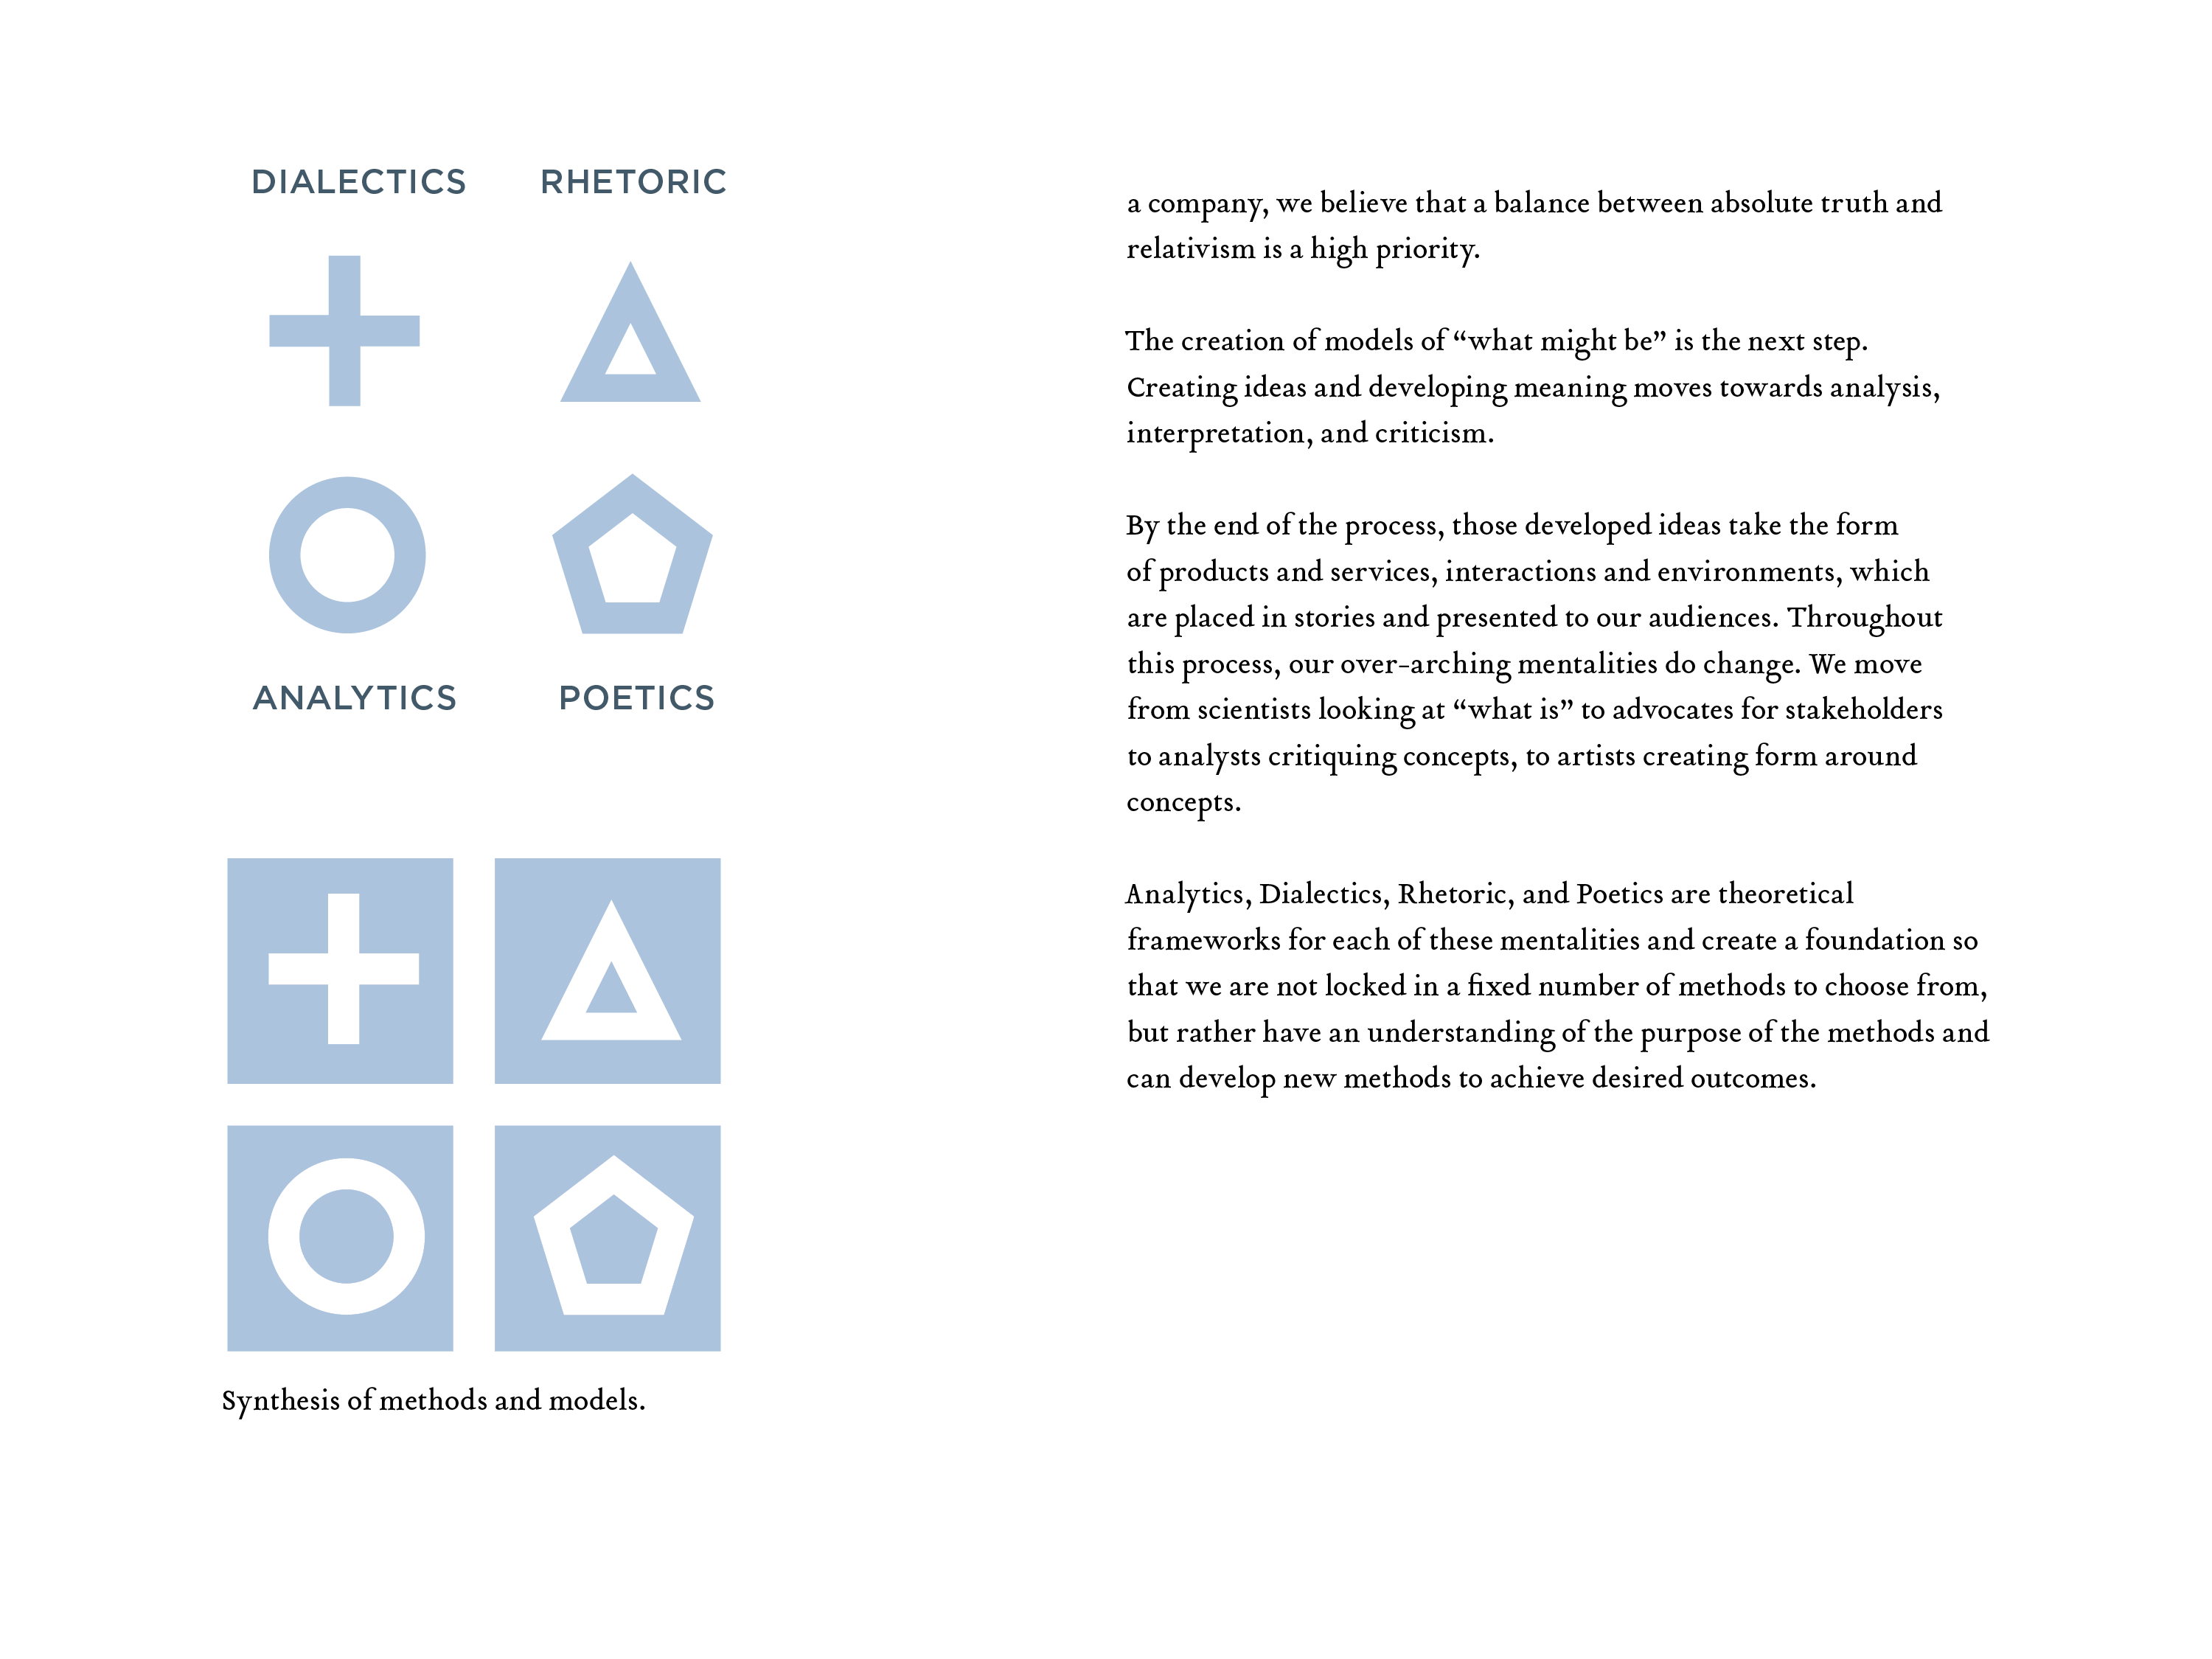 DIALECTICS
RHETORIC
ANALYTICS
POETICS
Synthesis of methods and models.
a company, we believe that a balance between absolute truth and
relativism is a high priority.
The creation of models of “what might be” is the next step.
Creating ideas and developing meaning moves towards analysis,
interpretation, and criticism.
By the end of the process, those developed ideas take the form
of products and services, interactions and environments, which
are placed in stories and presented to our audiences. Throughout
this process, our over-arching mentalities do change. We move
from scientists looking at “what is” to advocates for stakeholders
to analysts critiquing concepts, to artists creating form around
concepts.
Analytics, Dialectics, Rhetoric, and Poetics are theoretical
frameworks for each of these mentalities and create a foundation so
that we are not locked in a fixed number of methods to choose from,
but rather have an understanding of the purpose of the methods and
can develop new methods to achieve desired outcomes.